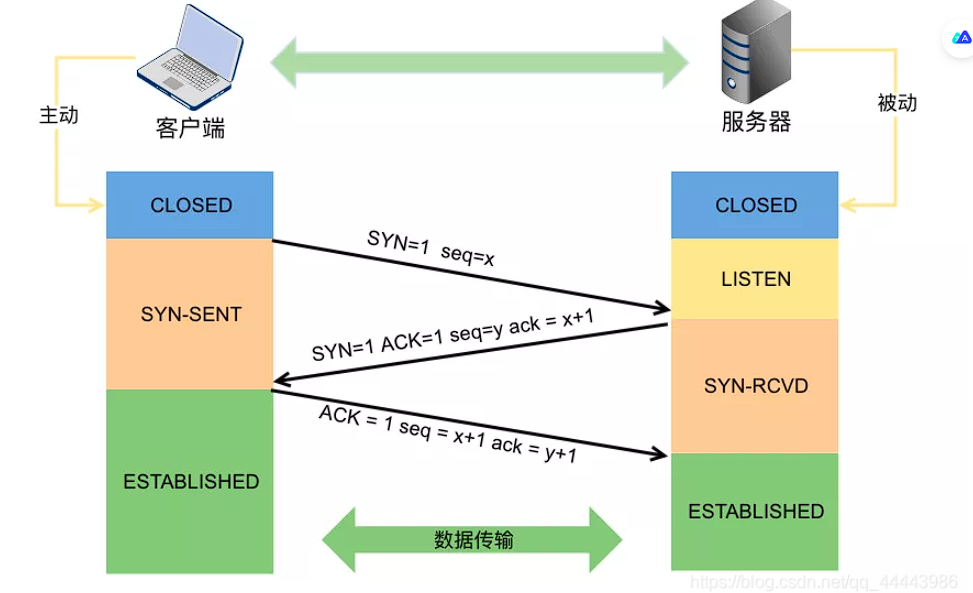 主动
客户端
服务器
被动
CLOSED
CLOSED
SYN=1 seq=x
LISTEN
SYN-SENT
SYN=1 ACK=1 seq=y ack = x+1
SYN-RCVD
ACK = 1 seq = x+1 ack = y+1
ESTABLISHED
ESTABLISHED
数据传输
https://blog.csdn.net/qq_44443986